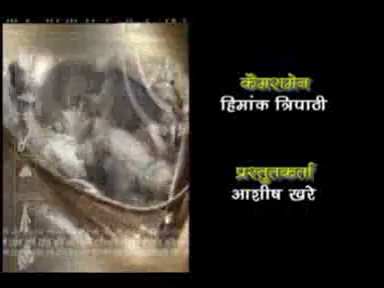 कैमरामेन
हिमांक त्रिपाठी
प्रस्तुतकर्ता
आशीष खरे